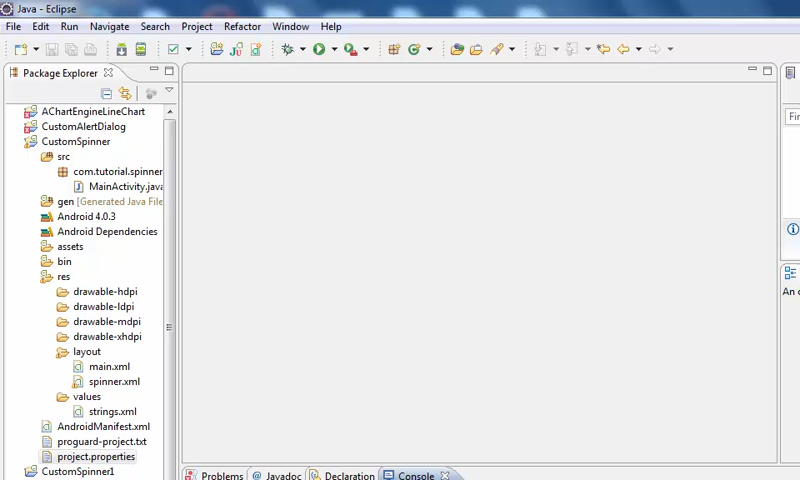 Java - Eclipse
File Edit Run Navigate Search Project Refactor Window Help
Package Explorer
AChartEngineLineChart
CustomAlertDialog
CustomSpinner
src
com.tutorial.spinner
MainActivity.java
gen [Generated Java File
Android 4.0.3
Android Dependencies
assets
bin
res
drawable-hdpi
drawable-ldpi
drawable-mdpi
drawable-xhdpi
layout
main.xml
spinner.xml
values
strings.xml
AndroidManifest.xml
proguard-project.txt
project.properties
CustomSpinner1
Problems @ Javadoc Declaration Console
Fin
An o